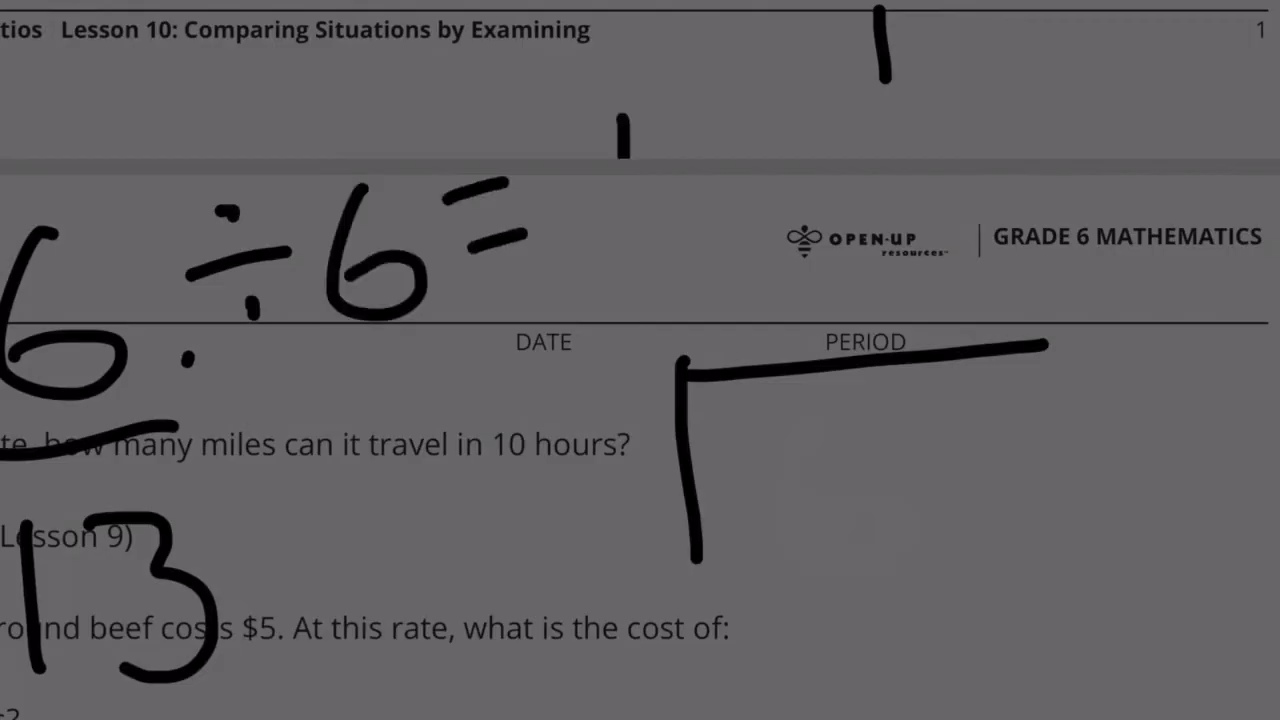 tios Lesson 10: Comparing Situations by Examining 1
6 ÷ 6 =
OPEN-UP resources GRADE 6 MATHEMATICS
DATE PERIOD
te, how many miles can it travel in 10 hours?
Lesson 9)
13
round beef costs $5. At this rate, what is the cost of: